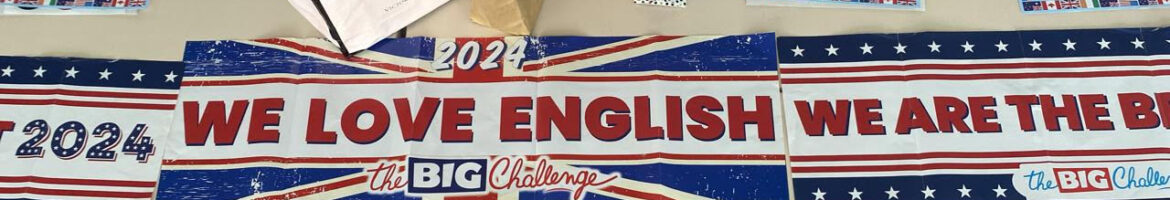 2024
WE LOVE ENGLISH
the BIG Challenge
2024
WE ARE THE
the BIG